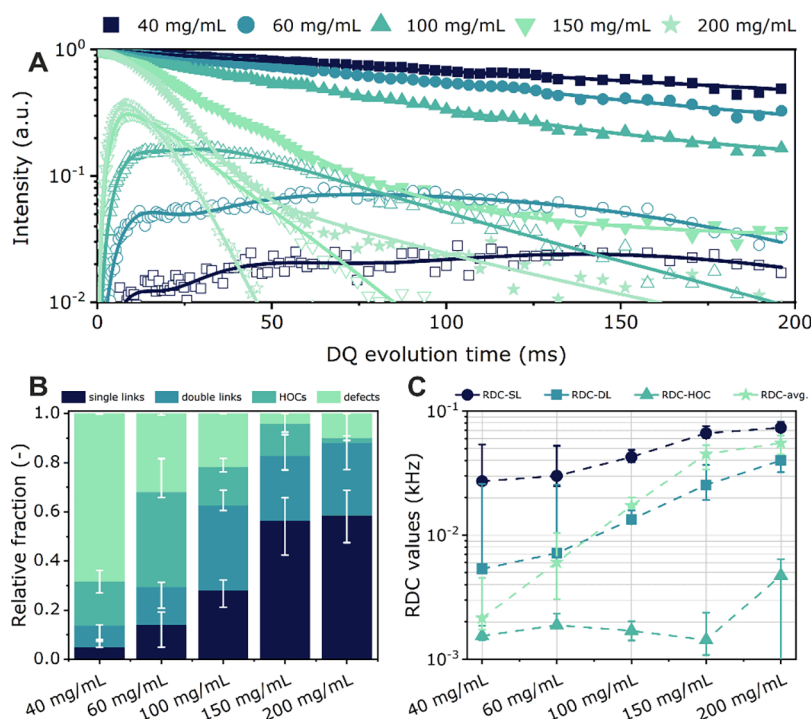 40 mg/mL 60 mg/mL 100 mg/mL 150 mg/mL 200 mg/mL
A
10^0
10^-1
10^-2
Intensity (a.u.)
0 50 100 150 200
DQ evolution time (ms)
B
single links double links HOCs defects
1.0
0.8
0.6
0.4
0.2
0.0
Relative fraction (-)
40 mg/mL 60 mg/mL 100 mg/mL 150 mg/mL 200 mg/mL
C
RDC-SL RDC-DL RDC-HOC RDC-avg.
10^-1
10^-2
10^-3
RDC values (kHz)
40 mg/mL 60 mg/mL 100 mg/mL 150 mg/mL 200 mg/mL